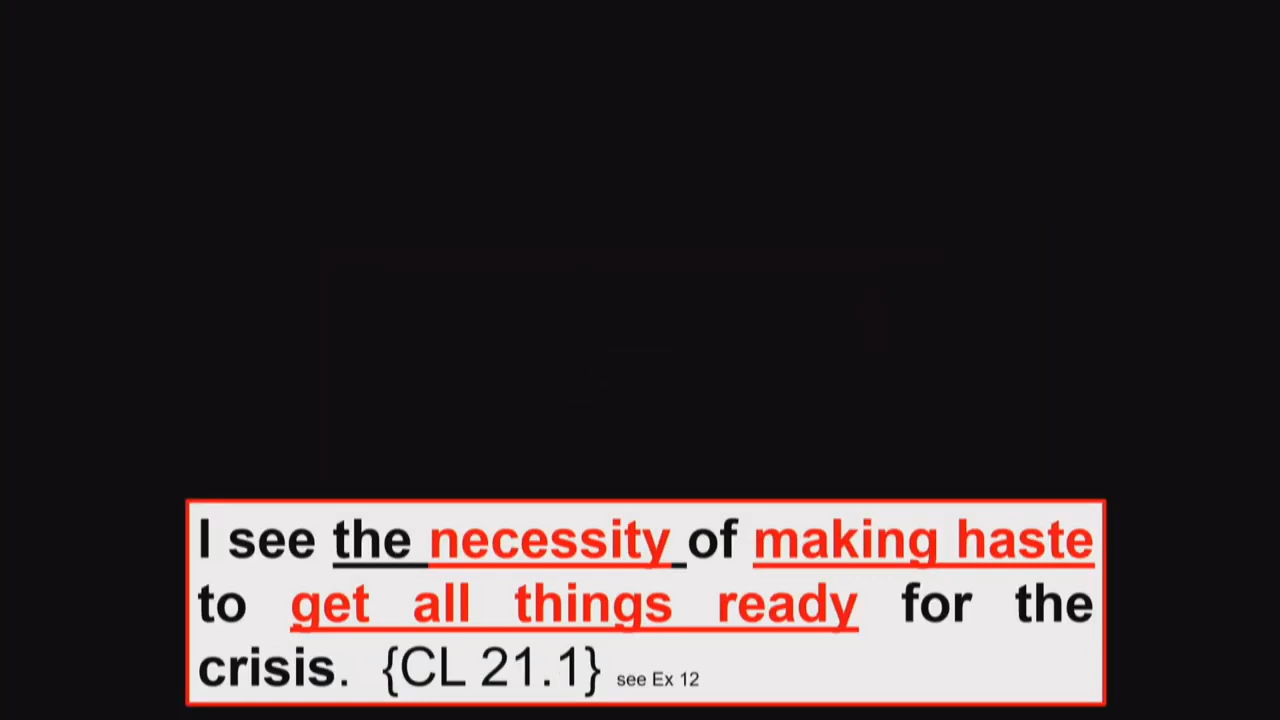 I see the necessity of making haste
to get all things ready for the
crisis. {CL 21.1} see Ex 12